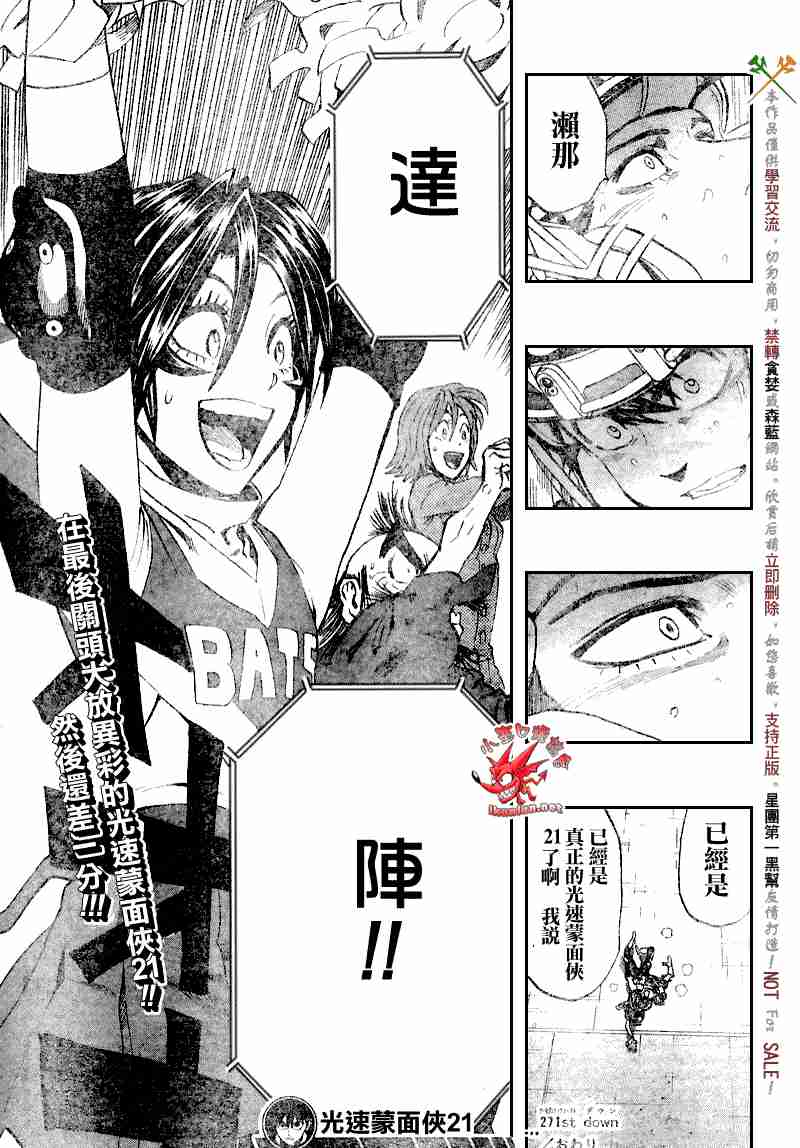 瀨那
已經是
已經是
真正的光速蒙面俠
21了啊 我説
271st down
おわり
達
陣!!
BATS
在最後關頭大放異彩的光速蒙面俠21!!
然後還差二分!!!
光速蒙面俠21
本作品僅供學習交流，切勿商用，禁轉貪婪或森藍網站。欣賞后請立即刪除，如您喜歡，支持正版。星團第一黑幫友情打造！NOT For SALE！